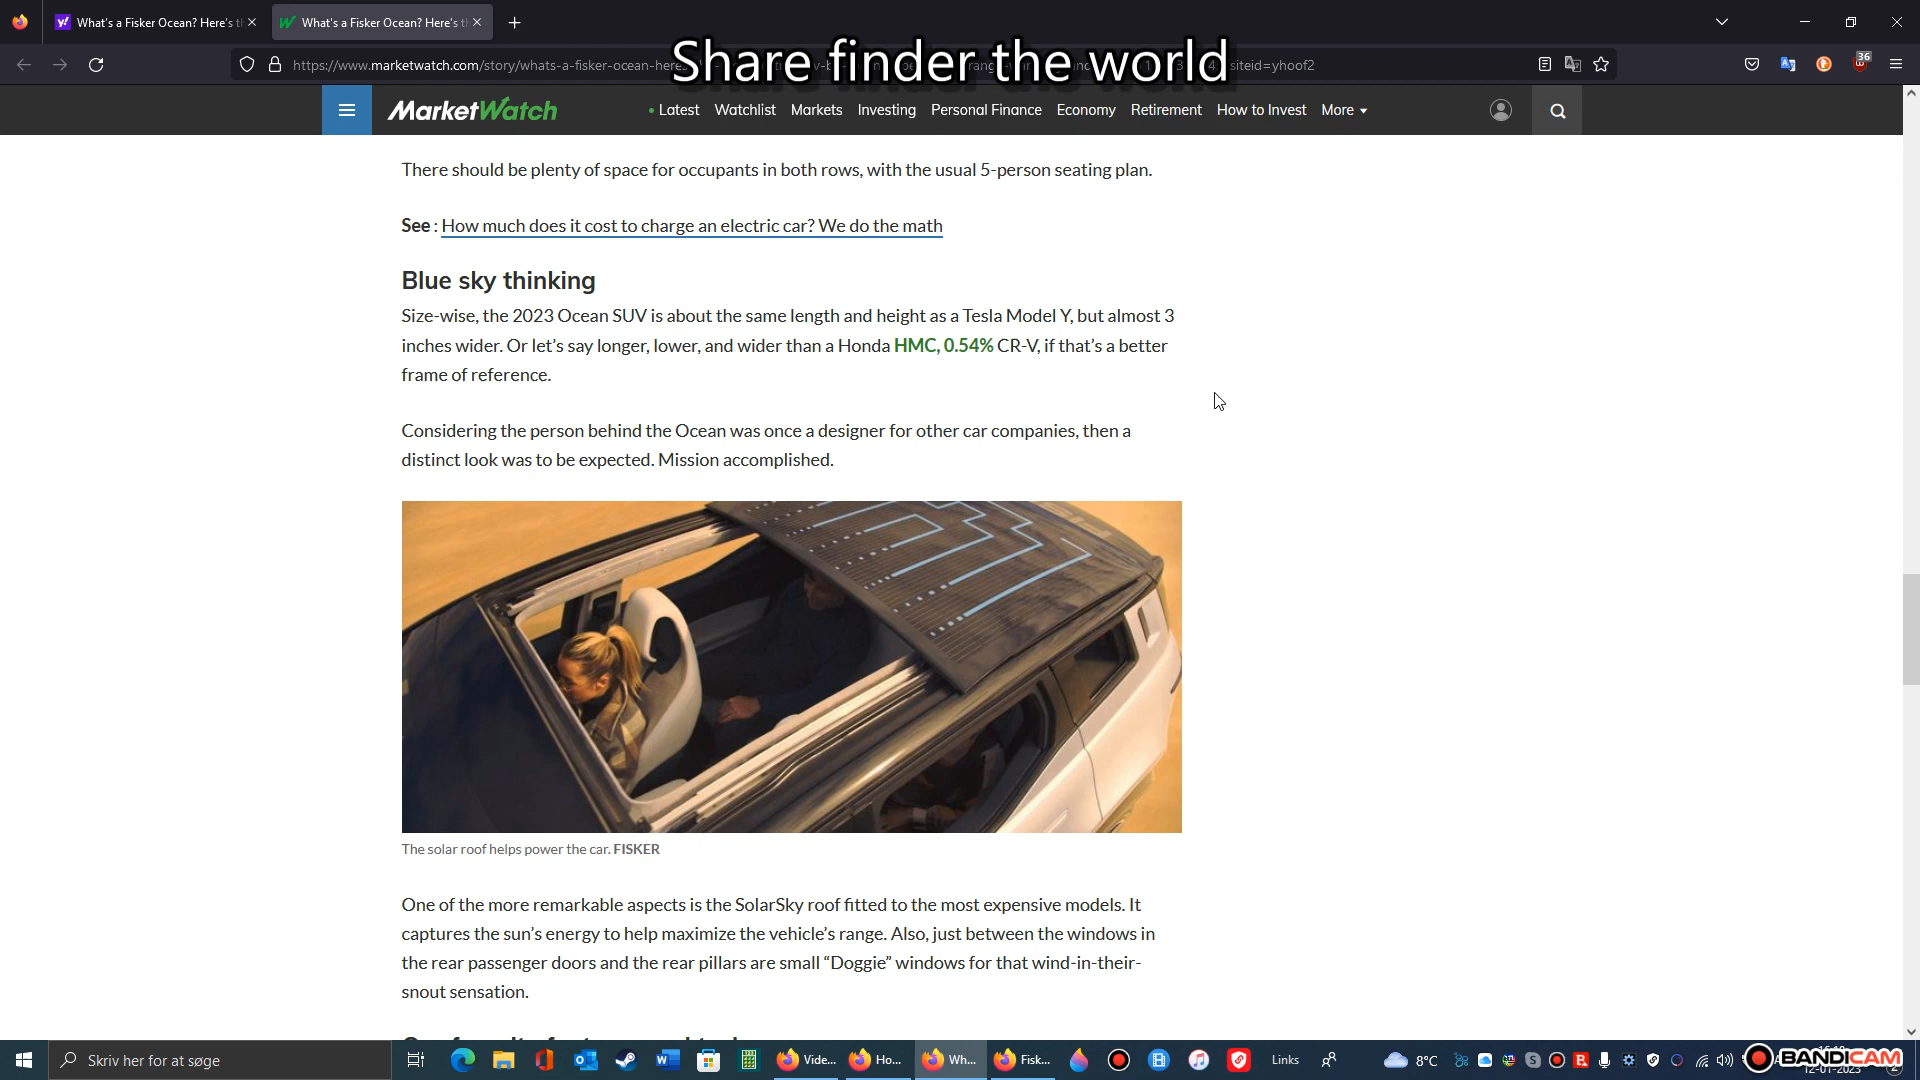 What's a Fisker Ocean? Here's th
What's a Fisker Ocean? Here's th
Share finder the world
https://www.marketwatch.com/story/whats-a-fisker-ocean-here
siteid=yhoof2
36
MarketWatch
Latest Watchlist Markets Investing Personal Finance Economy Retirement How to Invest More
There should be plenty of space for occupants in both rows, with the usual 5-person seating plan.
See : How much does it cost to charge an electric car? We do the math
Blue sky thinking
Size-wise, the 2023 Ocean SUV is about the same length and height as a Tesla Model Y, but almost 3
inches wider. Or let's say longer, lower, and wider than a Honda HMC, 0.54% CR-V, if that's a better
frame of reference.
Considering the person behind the Ocean was once a designer for other car companies, then a
distinct look was to be expected. Mission accomplished.
The solar roof helps power the car. FISKER
One of the more remarkable aspects is the SolarSky roof fitted to the most expensive models. It
captures the sun's energy to help maximize the vehicle's range. Also, just between the windows in
the rear passenger doors and the rear pillars are small “Doggie” windows for that wind-in-their-
snout sensation.
Skriv her for at søge
Vide... Ho... Wh... Fisk... Links 8°C
BANDICAM
12-01-2023